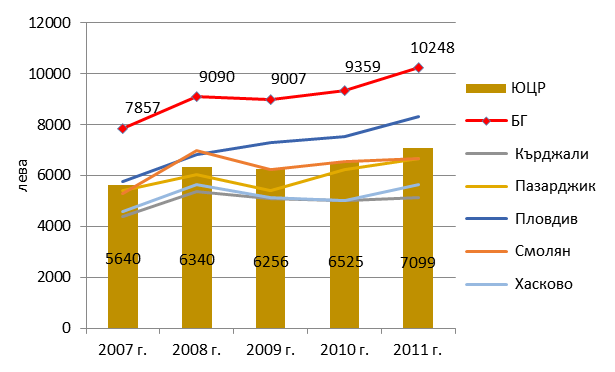 12000
10000
8000
6000
4000
2000
0
лева
7857
9090
9007
9359
10248
5640
6340
6256
6525
7099
2007 г.
2008 г.
2009 г.
2010 г.
2011 г.
ЮЦР
БГ
Кърджали
Пазарджик
Пловдив
Смолян
Хасково